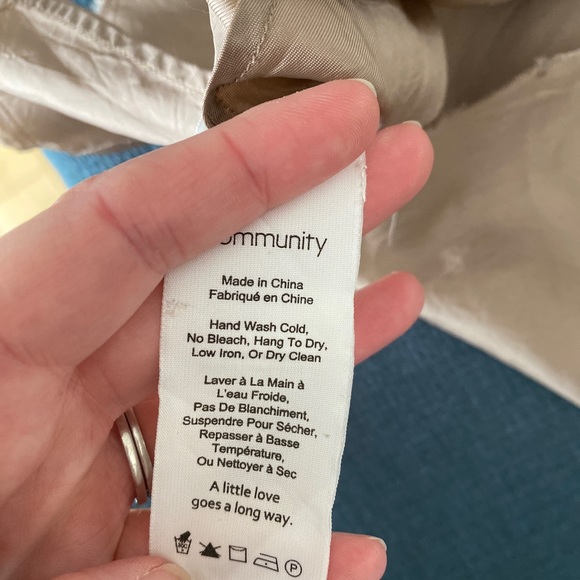 Made in China
Fabriqué en Chine
Hand Wash Cold,
No Bleach, Hang To Dry,
Low Iron, Or Dry Clean
Laver à La Main à
L'eau Froide,
Pas De Blanchiment,
Suspendre Pour Sécher,
Repasser à Basse
Température,
Ou Nettoyer à Sec
A little love
goes a long way.
P